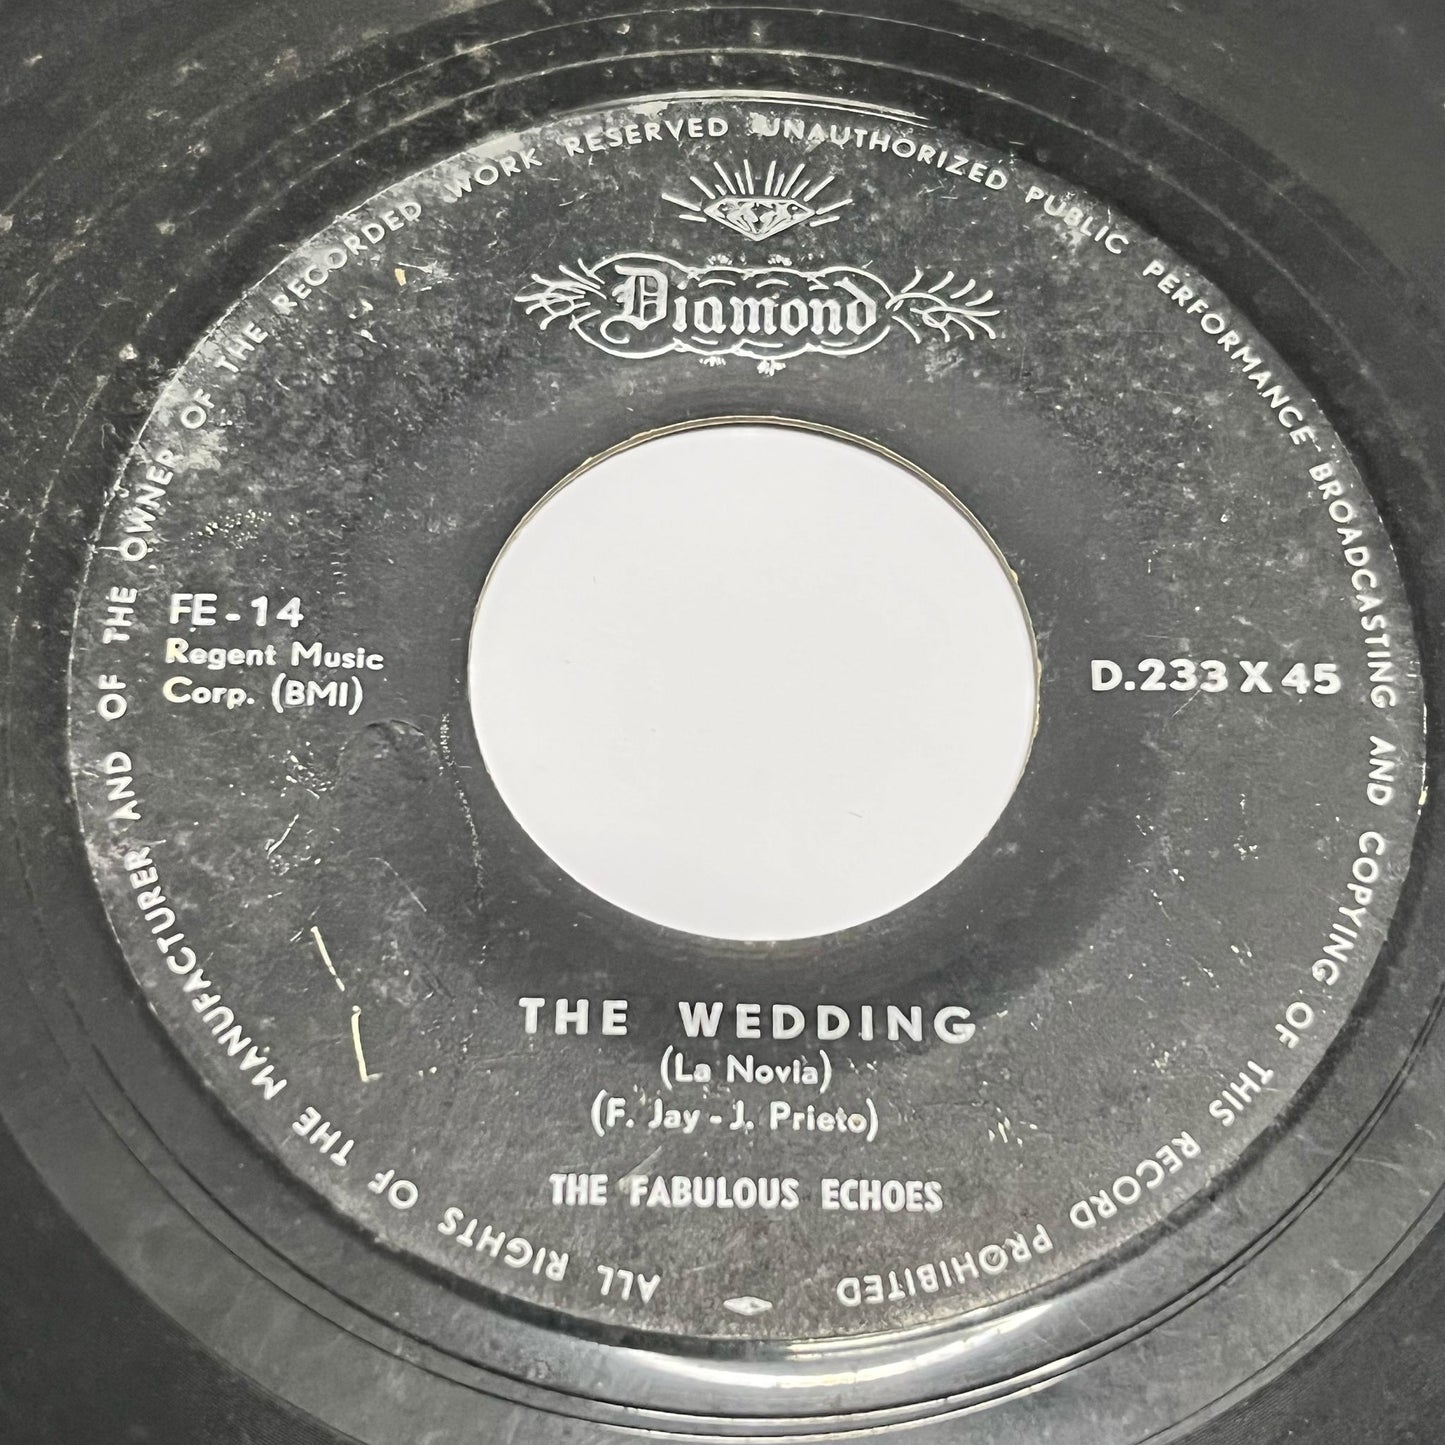 ALL RIGHTS OF THE MANUFACTURER AND OF THE OWNER OF THE RECORDED WORK RESERVED UNAUTHORIZED PUBLIC PERFORMANCE BROADCASTING AND COPYING OF THIS RECORD PROHIBITED
Diamond
FE-14
Regent Music
Corp. (BMI)
D.233 X 45
THE WEDDING
(La Novia)
(F. Jay - J. Prieto)
THE FABULOUS ECHOES